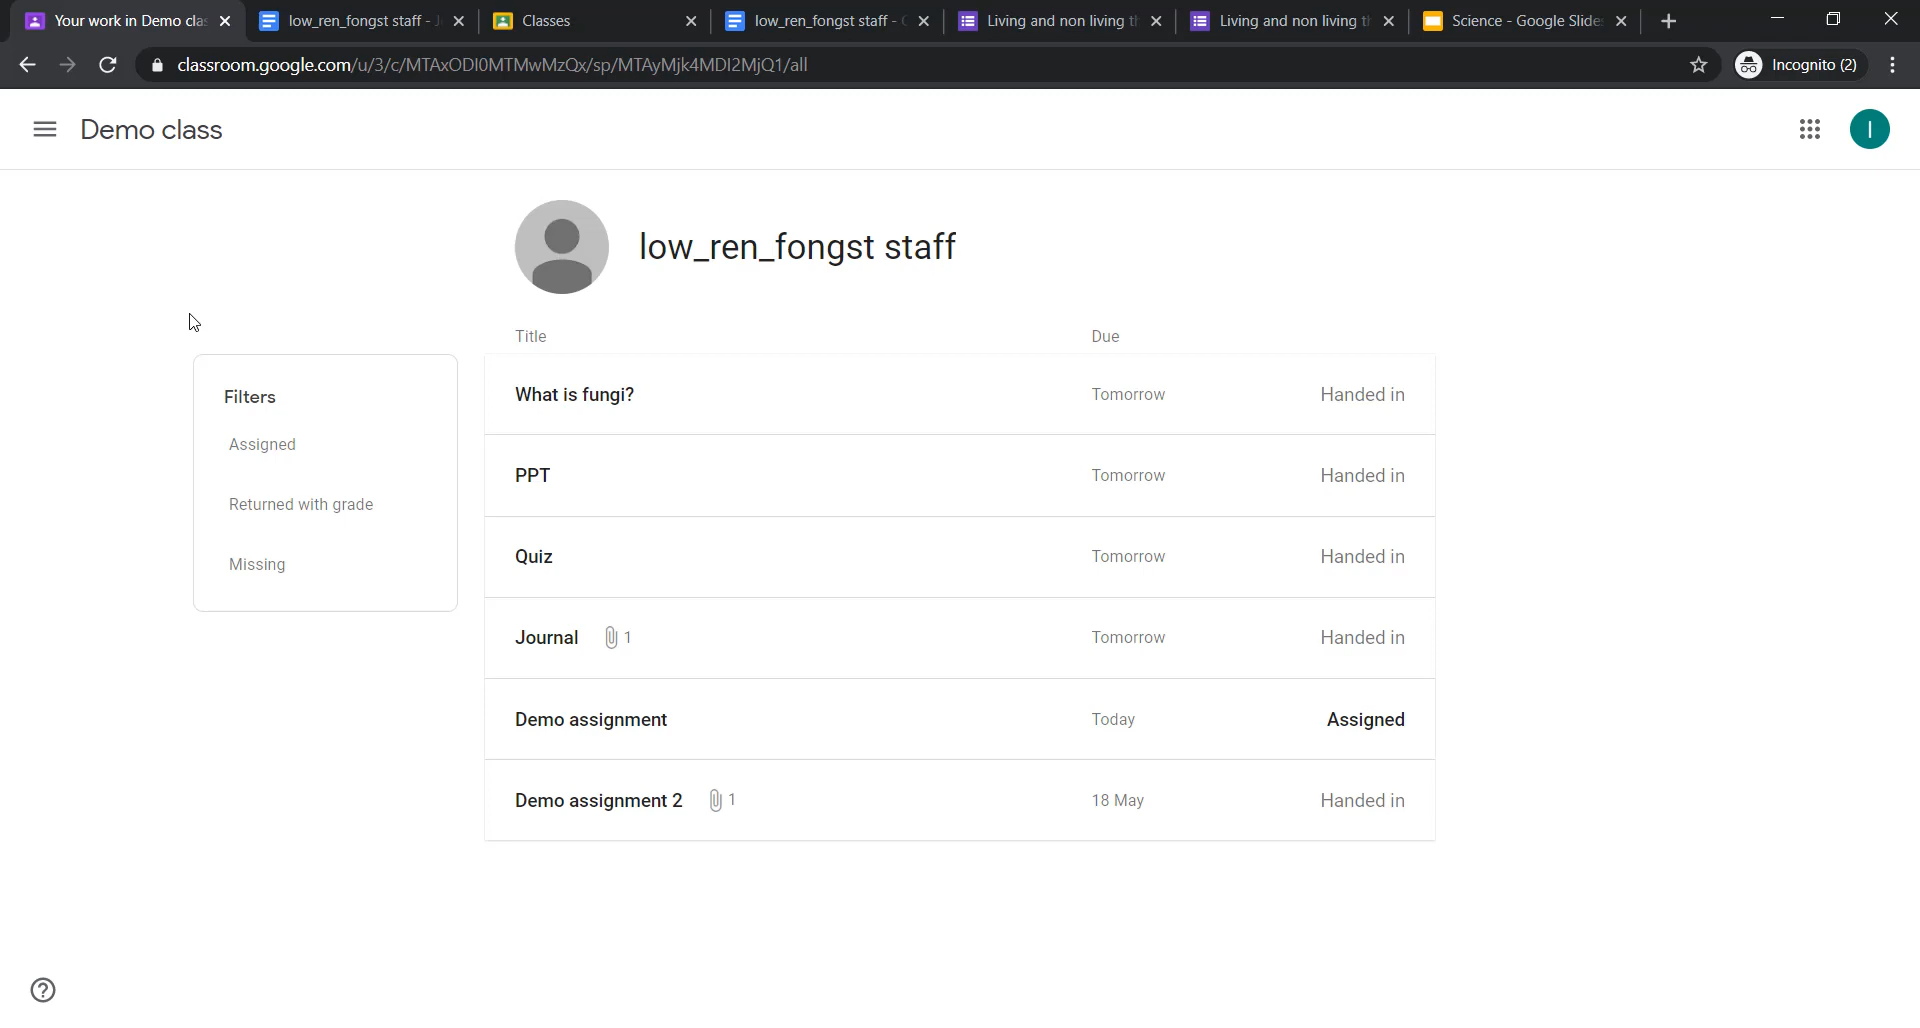 Your work in Demo clas
low_ren_fongst staff - J
Classes
low_ren_fongst staff -
Living and non living th
Living and non living th
Science - Google Slides
classroom.google.com/u/3/c/MTAxODI0MTMwMzQx/sp/MTAyMjk4MDI2MjQ1/all
Incognito (2)
Demo class
I
low_ren_fongst staff
Title Due
Filters
Assigned
Returned with grade
Missing
What is fungi? Tomorrow Handed in
PPT Tomorrow Handed in
Quiz Tomorrow Handed in
Journal 1 Tomorrow Handed in
Demo assignment Today Assigned
Demo assignment 2 1 18 May Handed in